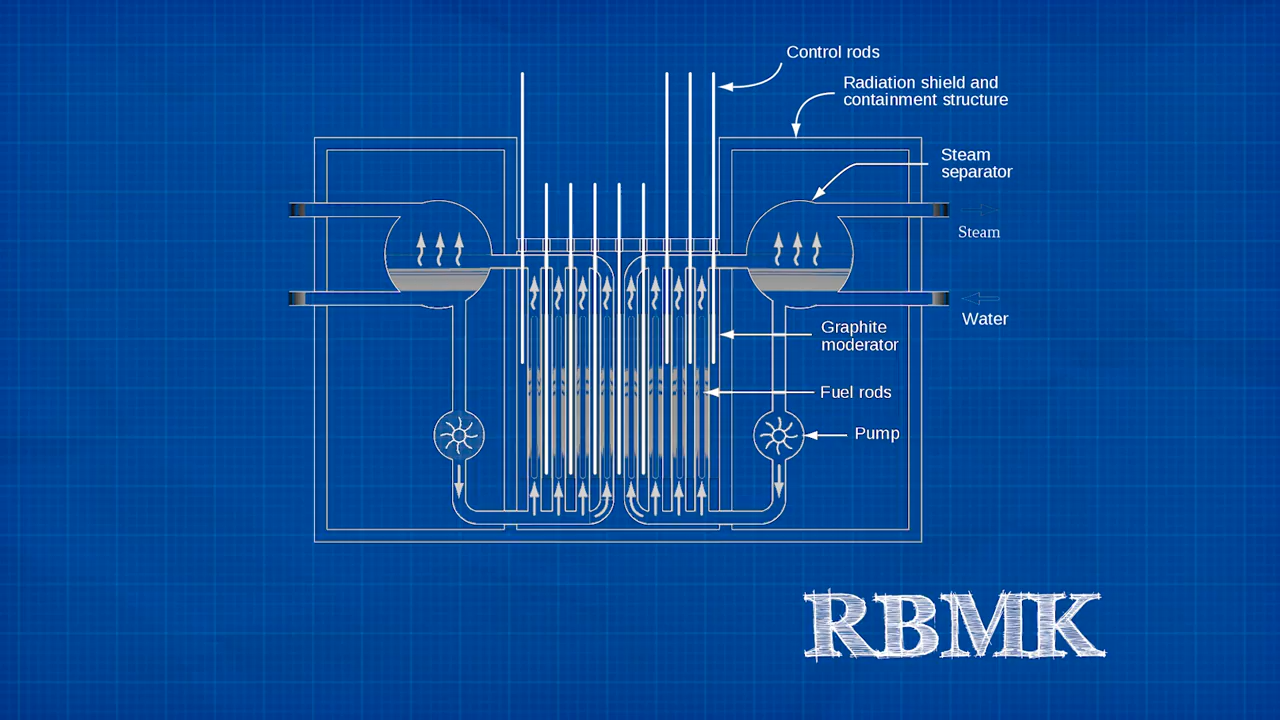 Control rods
Radiation shield and
containment structure
Steam
separator
Steam
Water
Graphite
moderator
Fuel rods
Pump
RBMK